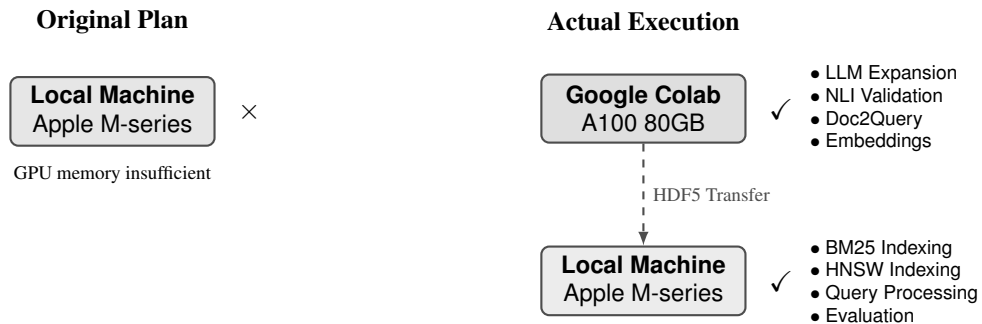 Original Plan
Local Machine
Apple M-series
×
GPU memory insufficient
Actual Execution
Google Colab
A100 80GB
✓
• LLM Expansion
• NLI Validation
• Doc2Query
• Embeddings
HDF5 Transfer
Local Machine
Apple M-series
✓
• BM25 Indexing
• HNSW Indexing
• Query Processing
• Evaluation